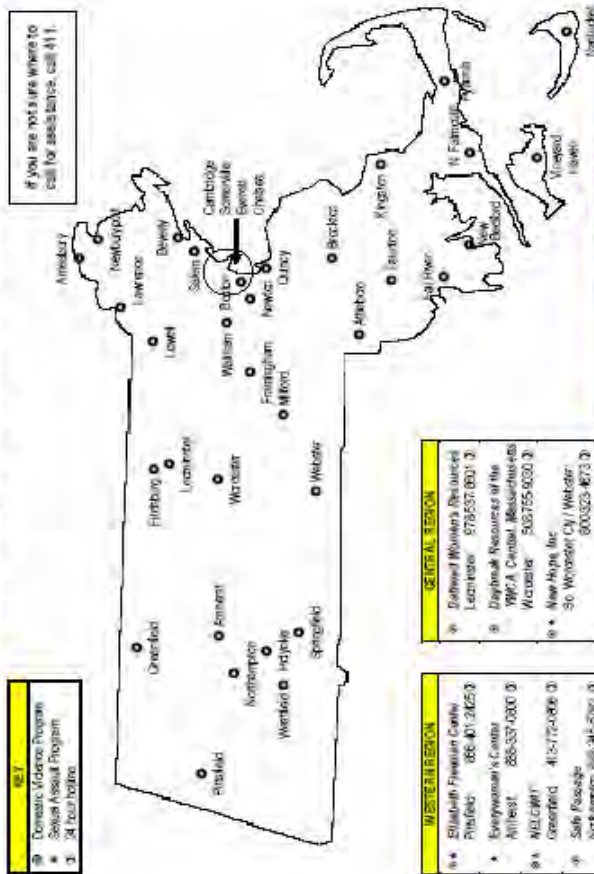 KEY
Domestic Violence Program
Sexual Assault Program
24 hour hotline
If you are not sure where to
call for assistance, call 411.
Amesbury
Newburyport
Lawrence
Lowell
Beverly
Salem
Cambridge
Somerville
Everett
Chelsea
Boston
Waltham
Newton
Quincy
Framingham
Milford
Fitchburg
Leominster
Worcester
Webster
Greenfield
Amherst
Northampton
Holyoke
Westfield
Springfield
Pittsfield
Brockton
Kingston
Taunton
Attleboro
Fall River
New
Bedford
N Falmouth
Hyannis
Vineyard
Haven
Nantucket
WESTERN REGION
Elizabeth Freeman Center
Pittsfield
Everywoman's Center
Amherst
NELCWIT
Greenfield
Safe Passage
CENTRAL REGION
Battered Women's Resources
Leominster
Daybreak Resources of the
YWCA Central Massachusetts
Worcester
New Hope, Inc
So. Worcester Cty / Webster